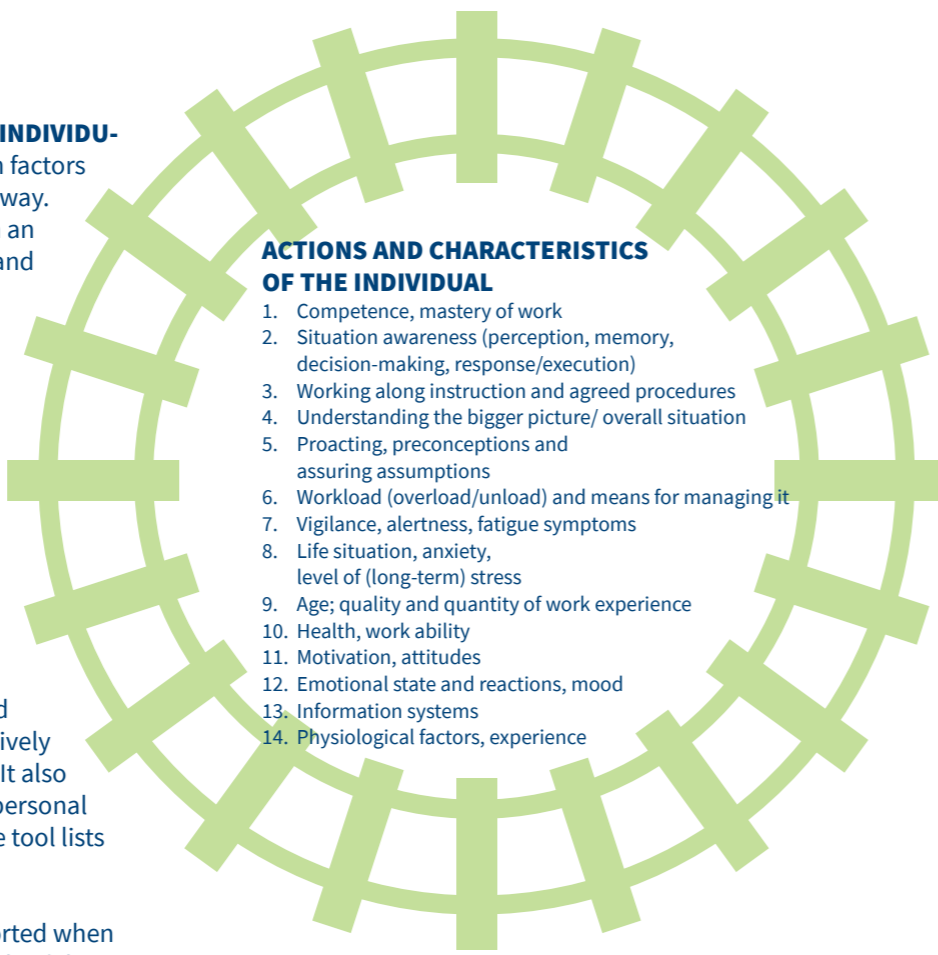 INDIVIDU-
factors
way.
an
and
ACTIONS AND CHARACTERISTICS
OF THE INDIVIDUAL
1. Competence, mastery of work
2. Situation awareness (perception, memory,
decision-making, response/execution)
3. Working along instruction and agreed procedures
4. Understanding the bigger picture/ overall situation
5. Proacting, preconceptions and
assuring assumptions
6. Workload (overload/unload) and means for managing it
7. Vigilance, alertness, fatigue symptoms
8. Life situation, anxiety,
level of (long-term) stress
9. Age; quality and quantity of work experience
10. Health, work ability
11. Motivation, attitudes
12. Emotional state and reactions, mood
13. Information systems
14. Physiological factors, experience
ively
It also
personal
tool lists
when